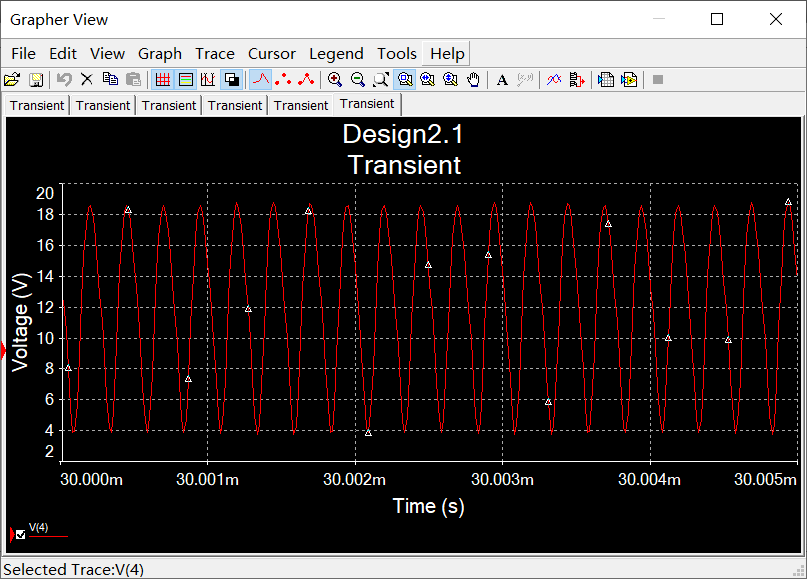 Grapher View
File Edit View Graph Trace Cursor Legend Tools Help
A
Transient Transient Transient Transient Transient Transient
Design2.1
Transient
20
18
16
14
12
10
8
6
4
2
Voltage (V)
30.000m 30.001m 30.002m 30.003m 30.004m 30.005m
Time (s)
V(4)
Selected Trace:V(4)